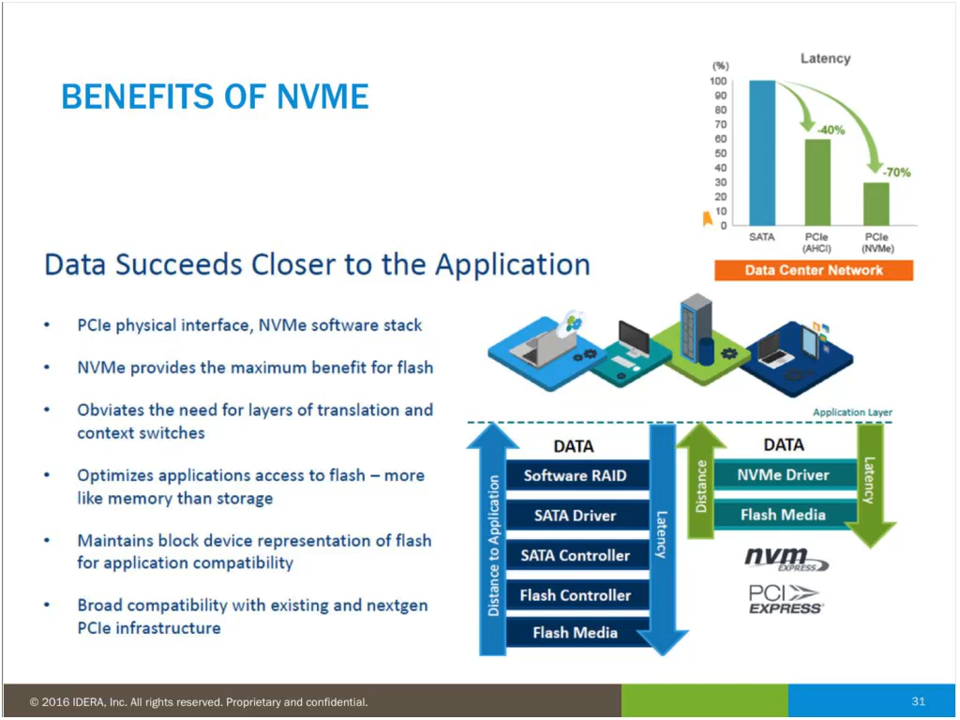 BENEFITS OF NVME
Latency
(%)
100
90
80
70
60
50
40
30
20
10
0
-40%
-70%
SATA
PCIe
(AHCI)
PCIe
(NVMe)
Data Center Network
Data Succeeds Closer to the Application
• PCIe physical interface, NVMe software stack
• NVMe provides the maximum benefit for flash
• Obviates the need for layers of translation and
context switches
• Optimizes applications access to flash – more
like memory than storage
• Maintains block device representation of flash
for application compatibility
• Broad compatibility with existing and nextgen
PCIe infrastructure
Application Layer
Distance to Application
DATA
Software RAID
SATA Driver
SATA Controller
Flash Controller
Flash Media
Latency
Distance
DATA
NVMe Driver
Flash Media
Latency
nvm
EXPRESS
PCI
EXPRESS®
© 2016 IDERA, Inc. All rights reserved. Proprietary and confidential.
31